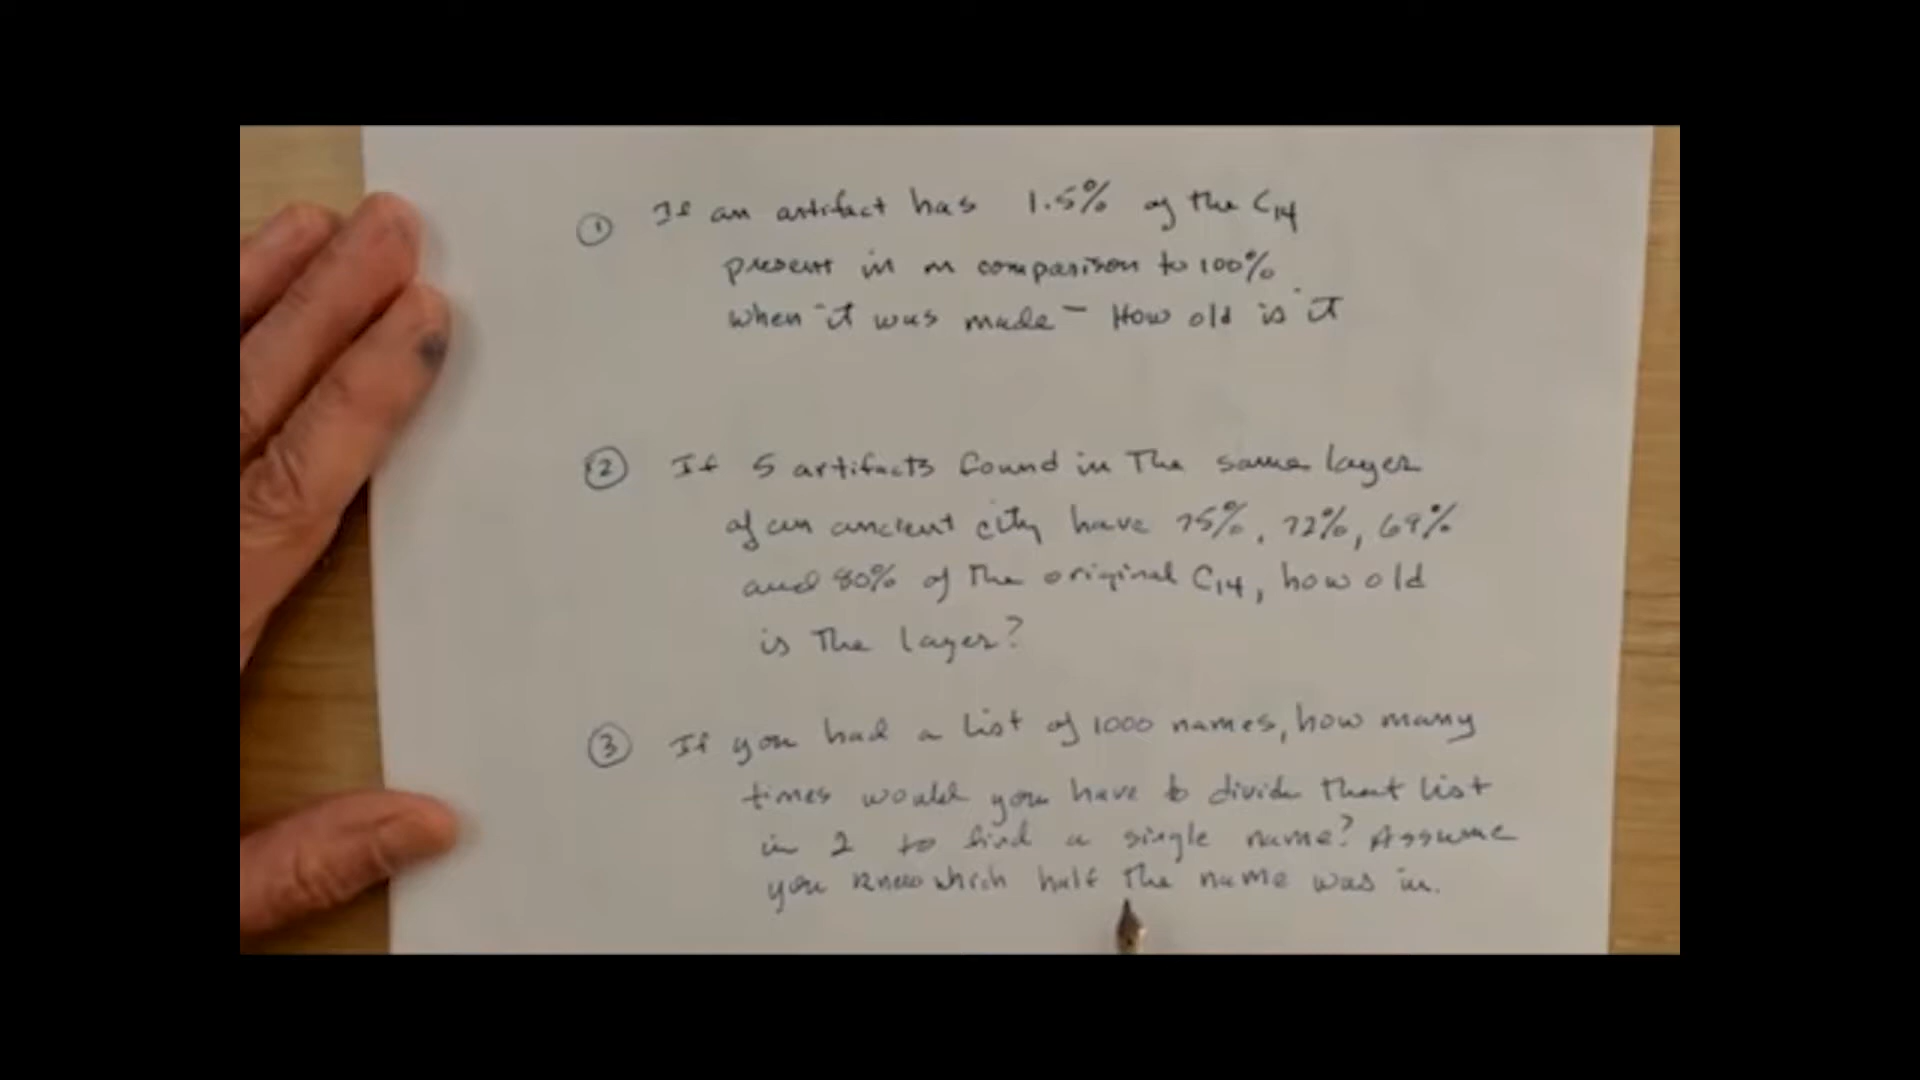 ① If an artifact has 1.5% of the C14
present in in comparison to 100%
when it was made - How old is it
② If 5 artifacts found in The same layer
of an ancient city have 75%, 72%, 69%
and 80% of The original C14, how old
is The layer?
③ If you had a list of 1000 names, how many
times would you have to divide that list
in 2 to find a single name? Assume
you knew which half The name was in.